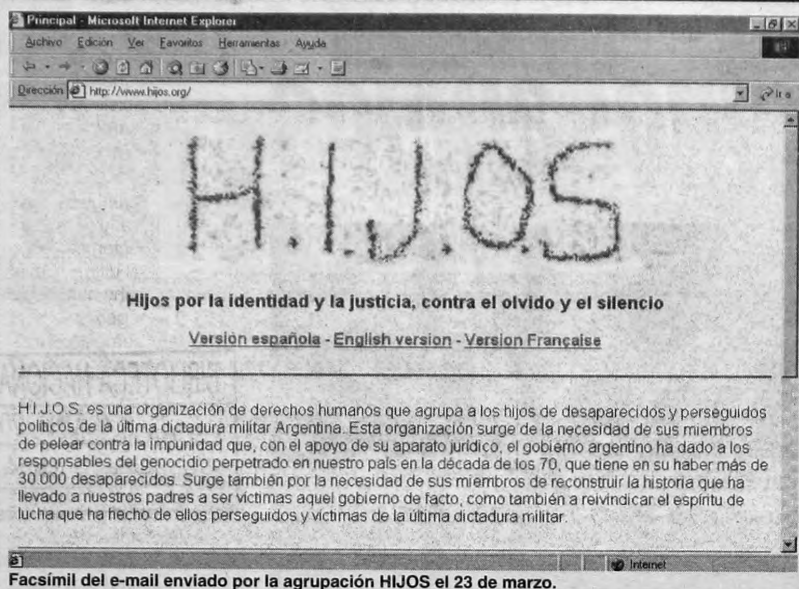 Principal - Microsoft Internet Explorer
Archivo Edición Ver Favoritos Herramientas Ayuda
Dirección http://www.hijos.org/ Ir a
H.I.J.O.S
Hijos por la identidad y la justicia, contra el olvido y el silencio
Versión española - English version - Version Française
H.I.J.O.S. es una organización de derechos humanos que agrupa a los hijos de desaparecidos y perseguidos
políticos de la última dictadura militar Argentina. Esta organización surge de la necesidad de sus miembros
de pelear contra la impunidad que, con el apoyo de su aparato jurídico, el gobierno argentino ha dado a los
responsables del genocidio perpetrado en nuestro país en la década de los 70, que tiene en su haber más de
30.000 desaparecidos. Surge también por la necesidad de sus miembros de reconstruir la historia que ha
llevado a nuestros padres a ser víctimas aquel gobierno de facto, como también a reivindicar el espíritu de
lucha que ha hecho de ellos perseguidos y víctimas de la última dictadura militar.
Internet
Facsímil del e-mail enviado por la agrupación HIJOS el 23 de marzo.